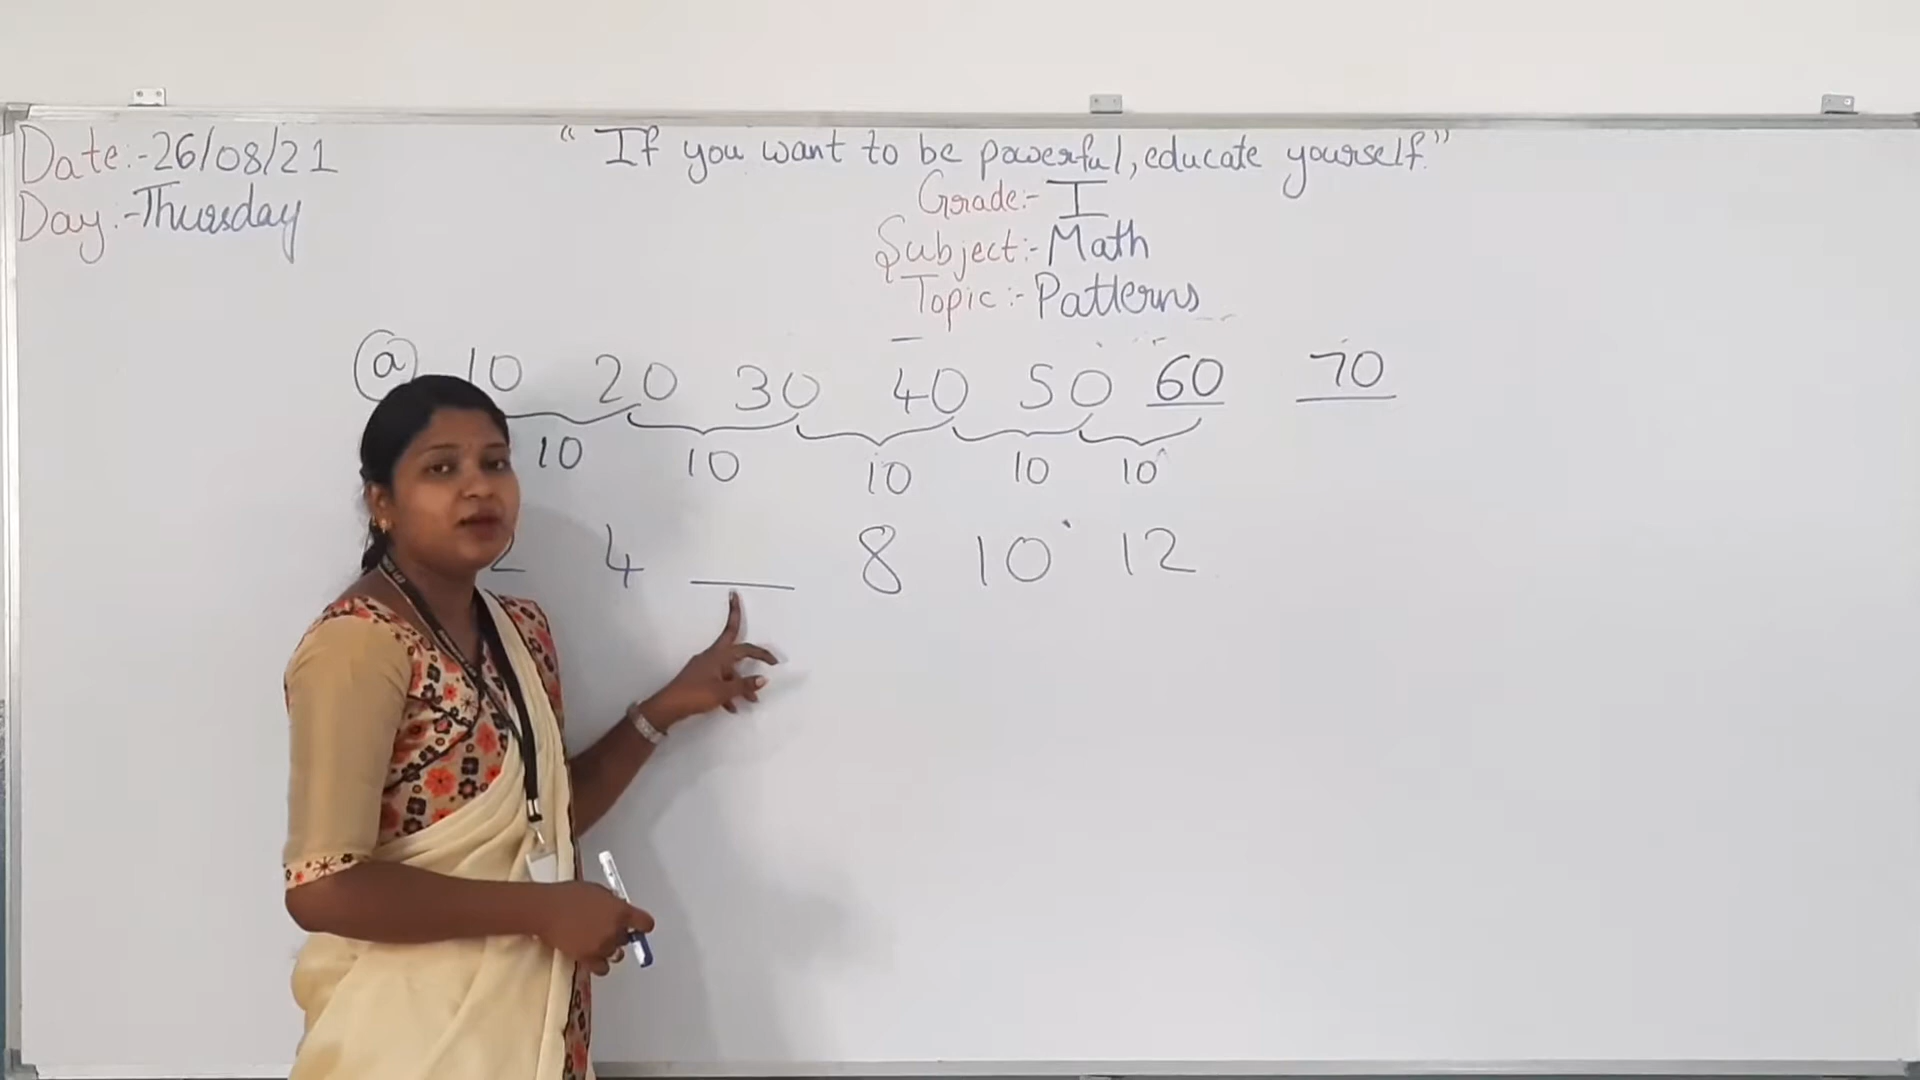 Date:-26/08/21
Day:-Thursday
"If you want to be powerful, educate yourself."
Grade:- I
Subject:- Math
Topic:- Patterns
a 10 20 30 40 50 60 70
10 10 10 10 10
2 4 __ 8 10 12